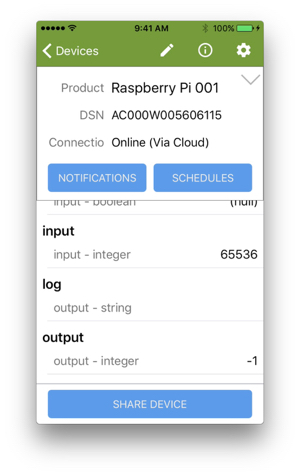 9:41 AM 100%
Devices
Product Raspberry Pi 001
DSN AC000W005606115
Connectio Online (Via Cloud)
NOTIFICATIONS SCHEDULES
input - boolean (null)
input
input - integer 65536
log
output - string
output
output - integer -1
SHARE DEVICE